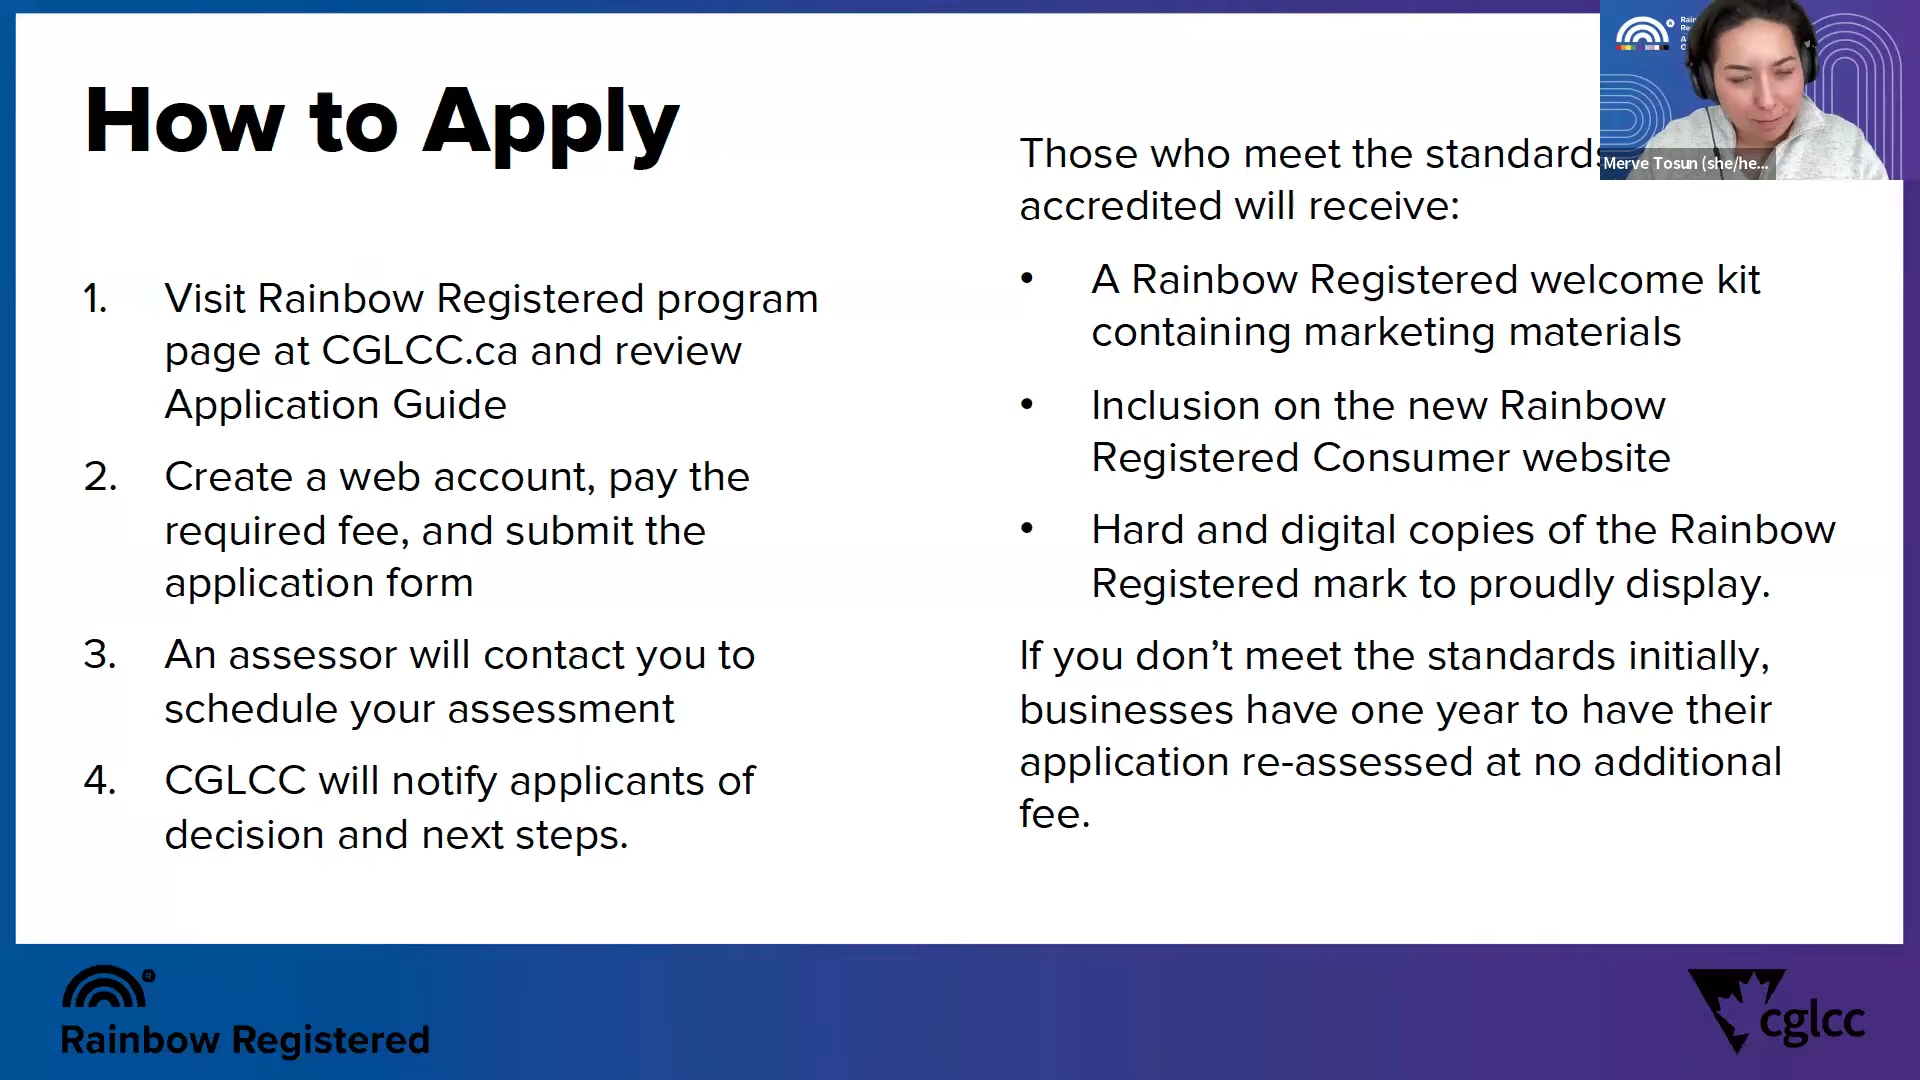 How to Apply
1. Visit Rainbow Registered program
page at CGLCC.ca and review
Application Guide
2. Create a web account, pay the
required fee, and submit the
application form
3. An assessor will contact you to
schedule your assessment
4. CGLCC will notify applicants of
decision and next steps.
Those who meet the standards
accredited will receive:
• A Rainbow Registered welcome kit
containing marketing materials
• Inclusion on the new Rainbow
Registered Consumer website
• Hard and digital copies of the Rainbow
Registered mark to proudly display.
If you don’t meet the standards initially,
businesses have one year to have their
application re-assessed at no additional
fee.
Merve Tosun (she/he...
Rainbow Registered
cglcc